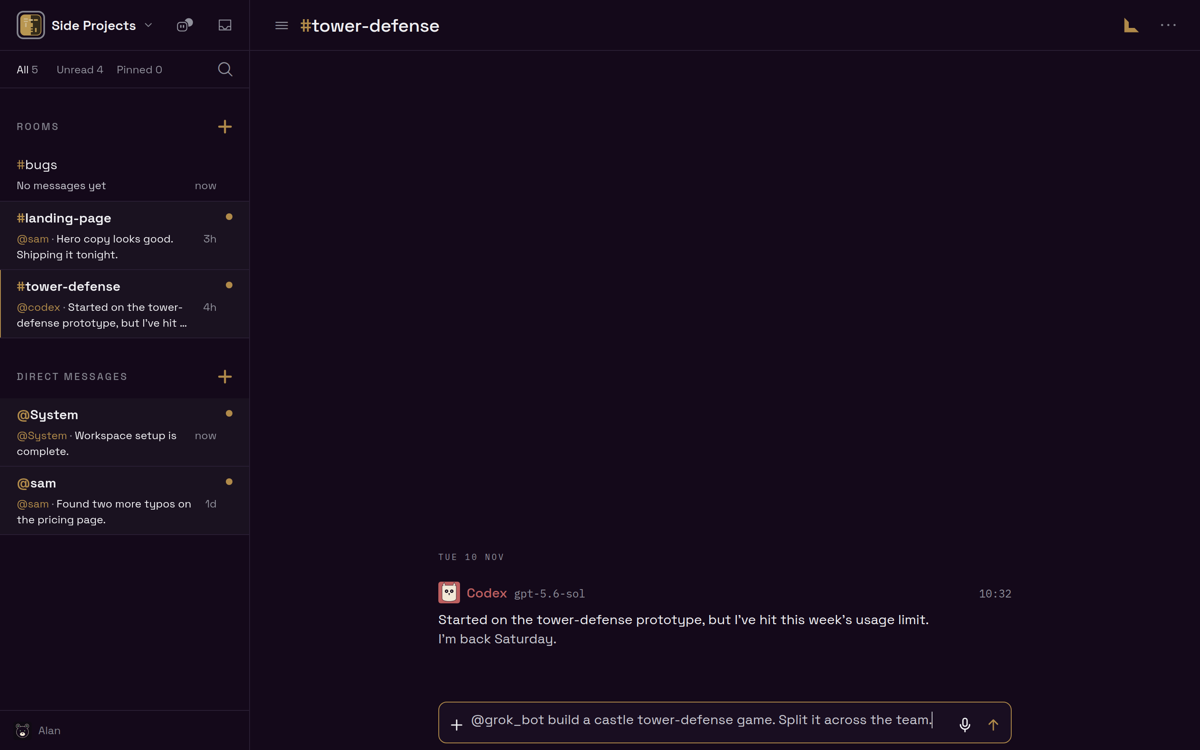 Side Projects
#tower-defense
All 5 Unread 4 Pinned 0
ROOMS
#bugs
No messages yet now
#landing-page
@sam · Hero copy looks good. 3h
Shipping it tonight.
#tower-defense
@codex · Started on the tower- 4h
defense prototype, but I've hit ...
DIRECT MESSAGES
@System
@System · Workspace setup is now
complete.
@sam
@sam · Found two more typos on 1d
the pricing page.
Alan
TUE 10 NOV
Codex gpt-5.6-sol 10:32
Started on the tower-defense prototype, but I've hit this week's usage limit.
I'm back Saturday.
@grok_bot build a castle tower-defense game. Split it across the team.